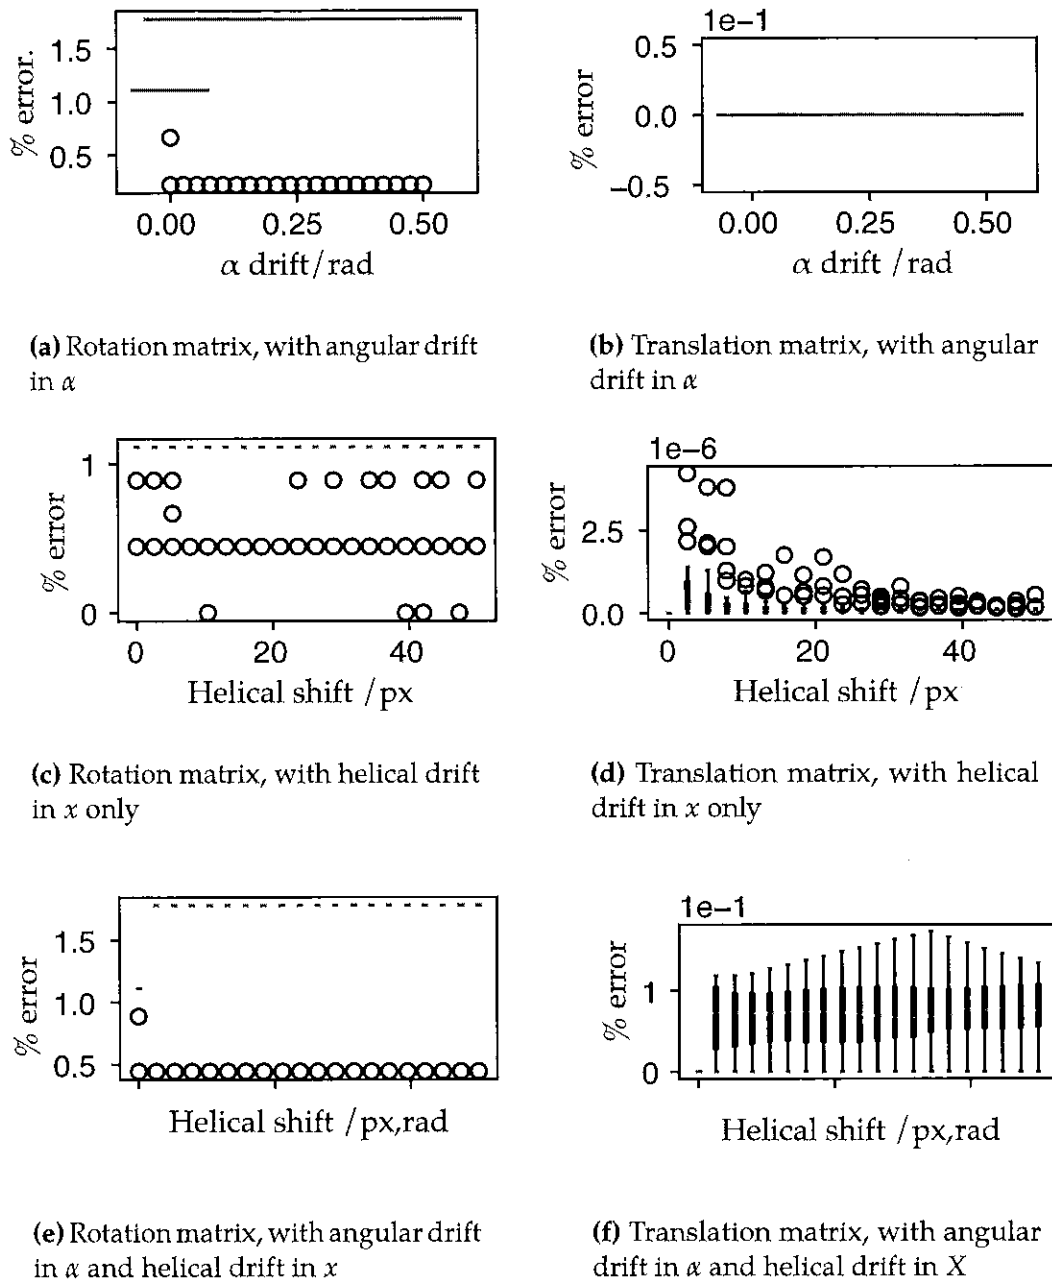 1e−1
1.5
1.0
0.5
% error.
0.00 0.25 0.50
α drift/rad
0.5
0.0
−0.5
% error
0.00 0.25 0.50
α drift /rad
(a) Rotation matrix, with angular drift
in α
(b) Translation matrix, with angular
drift in α
1
0
% error
0 20 40
Helical shift /px
1e−6
2.5
0.0
% error
0 20 40
Helical shift /px
(c) Rotation matrix, with helical drift
in x only
(d) Translation matrix, with helical
drift in x only
1.5
1.0
0.5
% error
Helical shift /px,rad
1e−1
1
0
% error
Helical shift /px,rad
(e) Rotation matrix, with angular drift
in α and helical drift in x
(f) Translation matrix, with angular
drift in α and helical drift in X